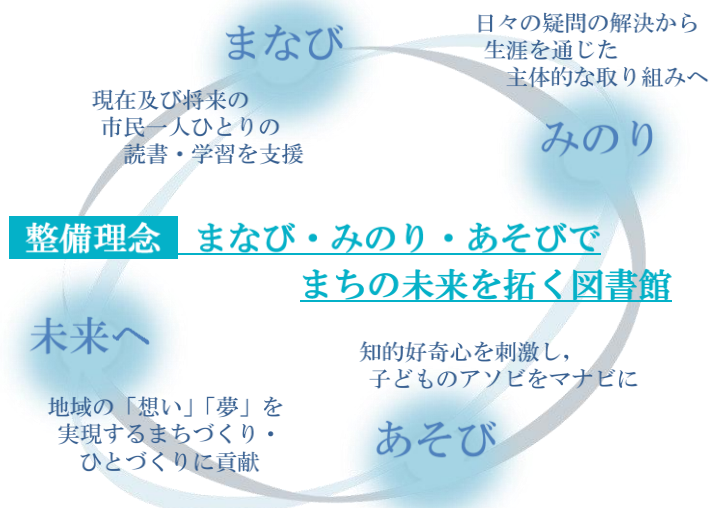 まなび
現在及び将来の
市民一人ひとりの
読書・学習を支援
日々の疑問の解決から
生涯を通じた
主体的な取り組みへ
みのり
整備理念 まなび・みのり・あそびで
まちの未来を拓く図書館
未来へ
地域の「想い」「夢」を
実現するまちづくり・
ひとづくりに貢献
知的好奇心を刺激し，
子どものアソビをマナビに
あそび